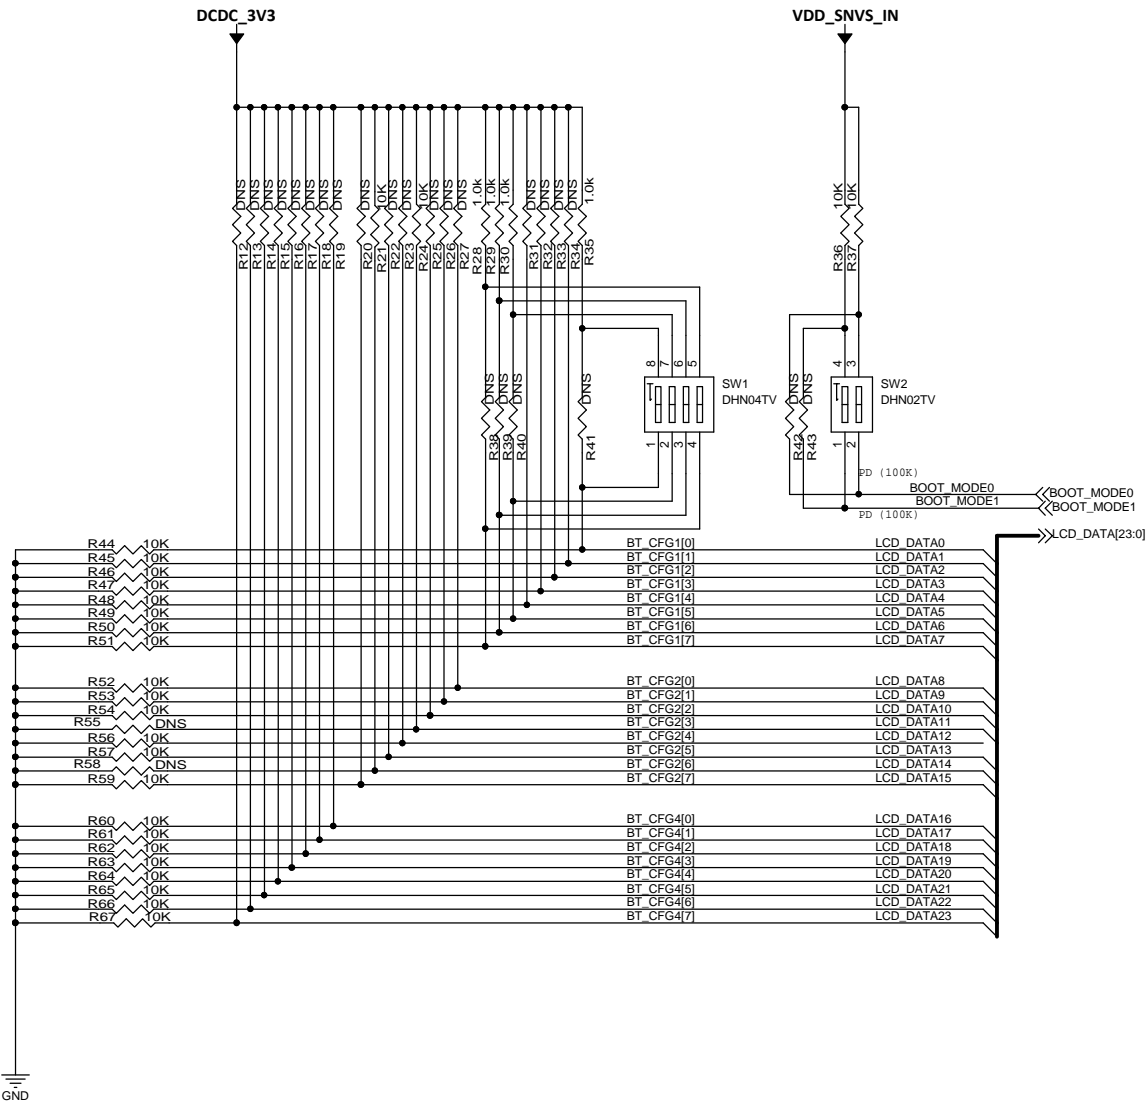 DCDC_3V3
VDD_SNVS_IN
DNS
DNS
DNS
DNS
DNS
DNS
DNS
DNS
DNS
10K
DNS
DNS
10K
DNS
DNS
DNS
1.0k
1.0k
1.0k
DNS
DNS
DNS
DNS
1.0k
10K
10K
R12
R13
R14
R15
R16
R17
R18
R19
R20
R21
R22
R23
R24
R25
R26
R27
R28
R29
R30
R31
R32
R33
R34
R35
R36
R37
8
7
6
5
4
3
DNS
DNS
DNS
DNS
DNS
DNS
SW1
DHN04TV
SW2
DHN02TV
R38
R39
R40
R41
R42
R43
1
2
3
4
1
2
PD (100K)
BOOT_MODE0
BOOT_MODE0
BOOT_MODE1
BOOT_MODE1
PD (100K)
LCD_DATA[23:0]
R44 10K BT_CFG1[0] LCD_DATA0
R45 10K BT_CFG1[1] LCD_DATA1
R46 10K BT_CFG1[2] LCD_DATA2
R47 10K BT_CFG1[3] LCD_DATA3
R48 10K BT_CFG1[4] LCD_DATA4
R49 10K BT_CFG1[5] LCD_DATA5
R50 10K BT_CFG1[6] LCD_DATA6
R51 10K BT_CFG1[7] LCD_DATA7
R52 10K BT_CFG2[0] LCD_DATA8
R53 10K BT_CFG2[1] LCD_DATA9
R54 10K BT_CFG2[2] LCD_DATA10
R55 DNS BT_CFG2[3] LCD_DATA11
R56 10K BT_CFG2[4] LCD_DATA12
R57 10K BT_CFG2[5] LCD_DATA13
R58 DNS BT_CFG2[6] LCD_DATA14
R59 10K BT_CFG2[7] LCD_DATA15
R60 10K BT_CFG4[0] LCD_DATA16
R61 10K BT_CFG4[1] LCD_DATA17
R62 10K BT_CFG4[2] LCD_DATA18
R63 10K BT_CFG4[3] LCD_DATA19
R64 10K BT_CFG4[4] LCD_DATA20
R65 10K BT_CFG4[5] LCD_DATA21
R66 10K BT_CFG4[6] LCD_DATA22
R67 10K BT_CFG4[7] LCD_DATA23
GND